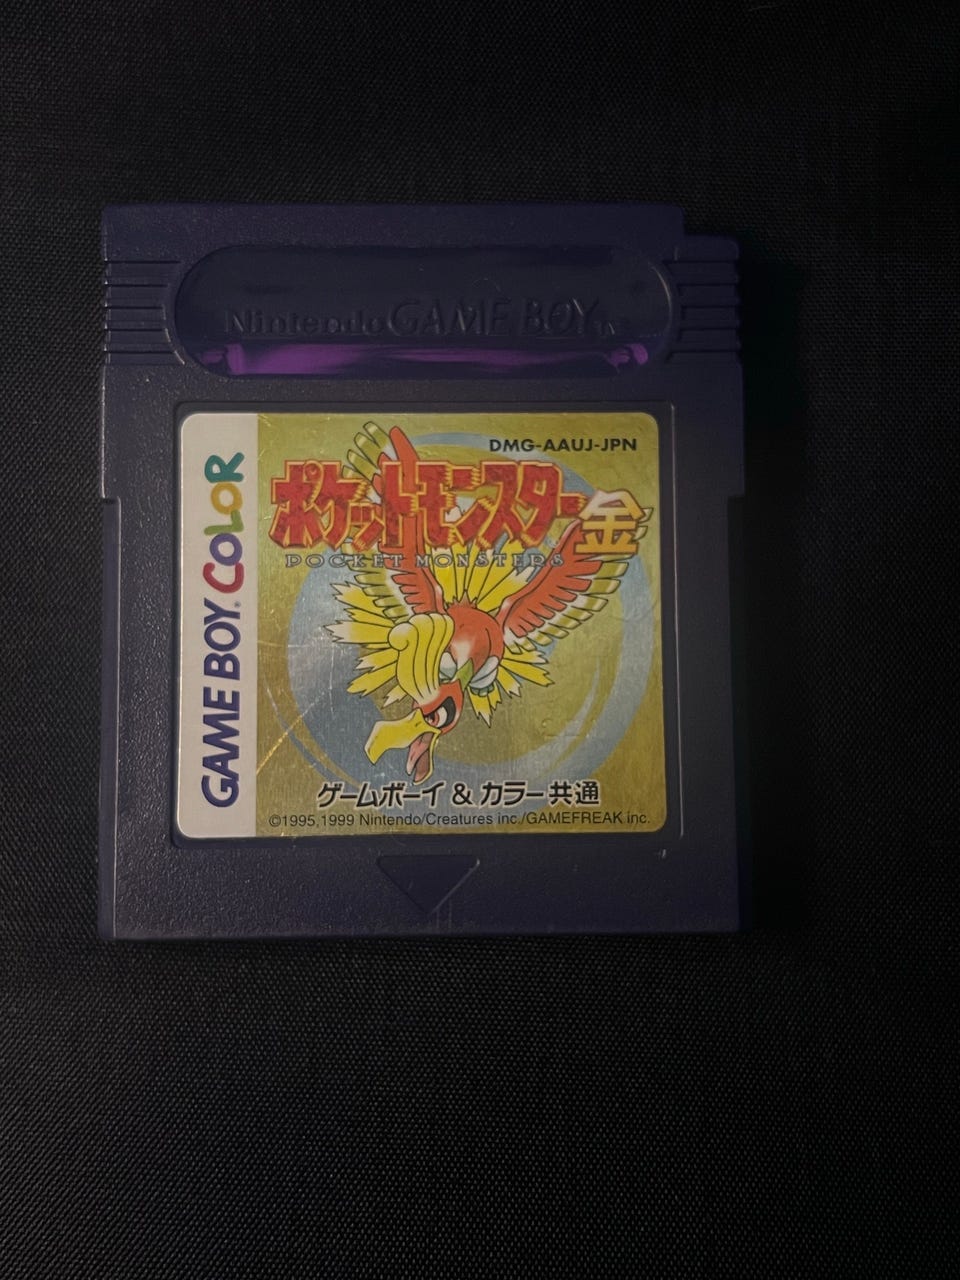 Nintendo GAME BOY™
GAME BOY® COLOR
DMG-AAUJ-JPN
ポケットモンスター 金
POCKET MONSTERS
ゲームボーイ & カラー共通
©1995,1999 Nintendo/Creatures inc./GAMEFREAK inc.